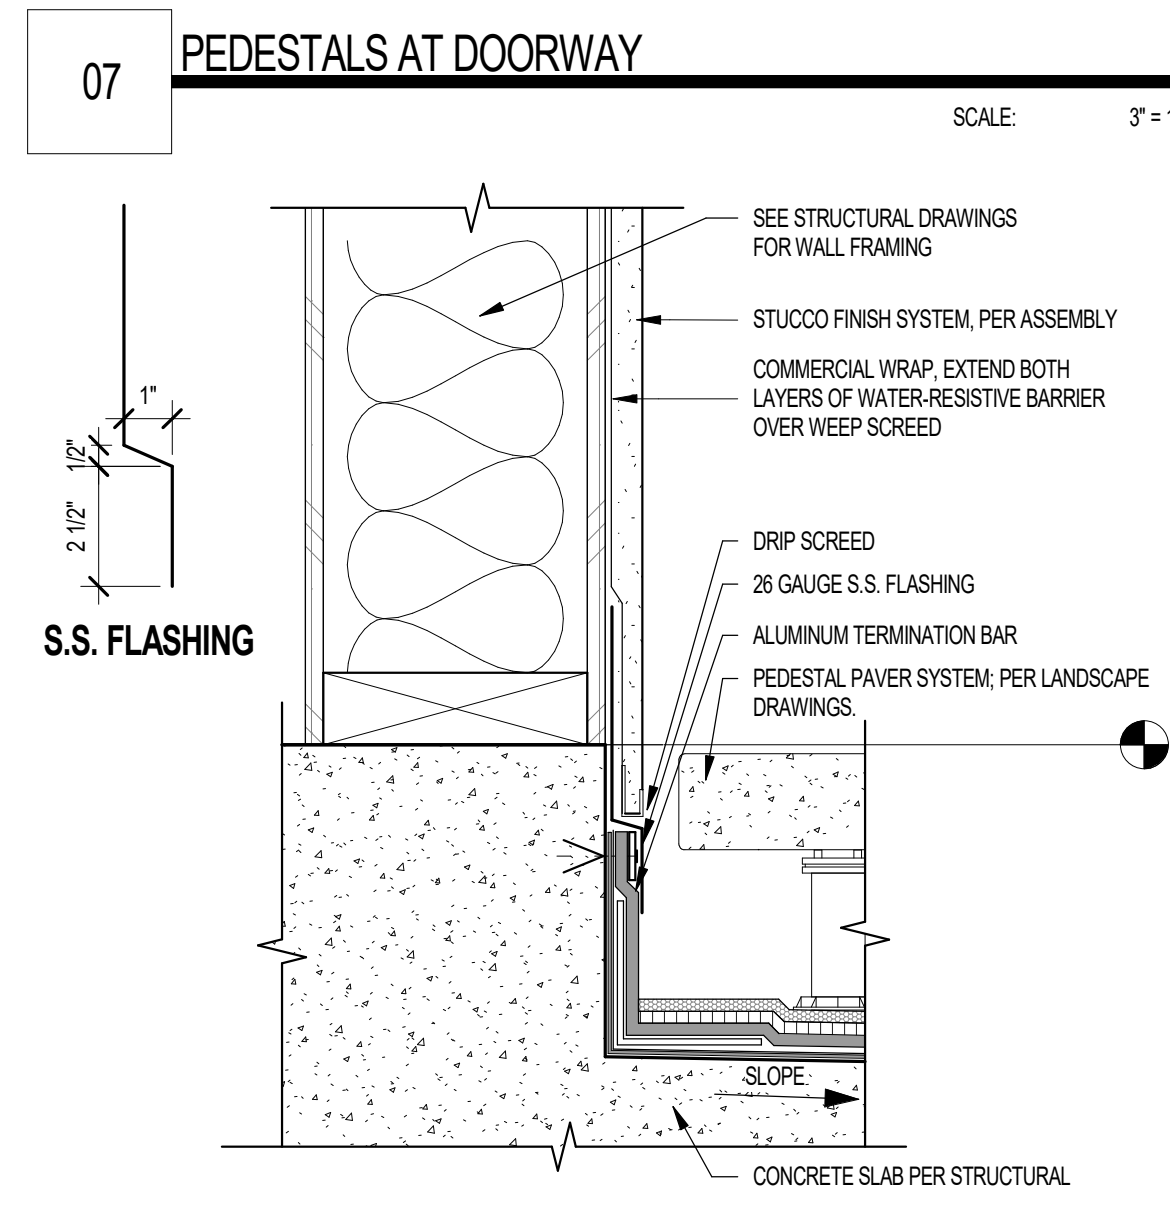 07
PEDESTALS AT DOORWAY
SCALE:
3" =
SEE STRUCTURAL DRAWINGS
FOR WALL FRAMING
STUCCO FINISH SYSTEM, PER ASSEMBLY
COMMERCIAL WRAP, EXTEND BOTH
LAYERS OF WATER-RESISTIVE BARRIER
OVER WEEP SCREED
1"
1/2"
2 1/2"
S.S. FLASHING
DRIP SCREED
26 GAUGE S.S. FLASHING
ALUMINUM TERMINATION BAR
PEDESTAL PAVER SYSTEM; PER LANDSCAPE
DRAWINGS.
SLOPE
CONCRETE SLAB PER STRUCTURAL